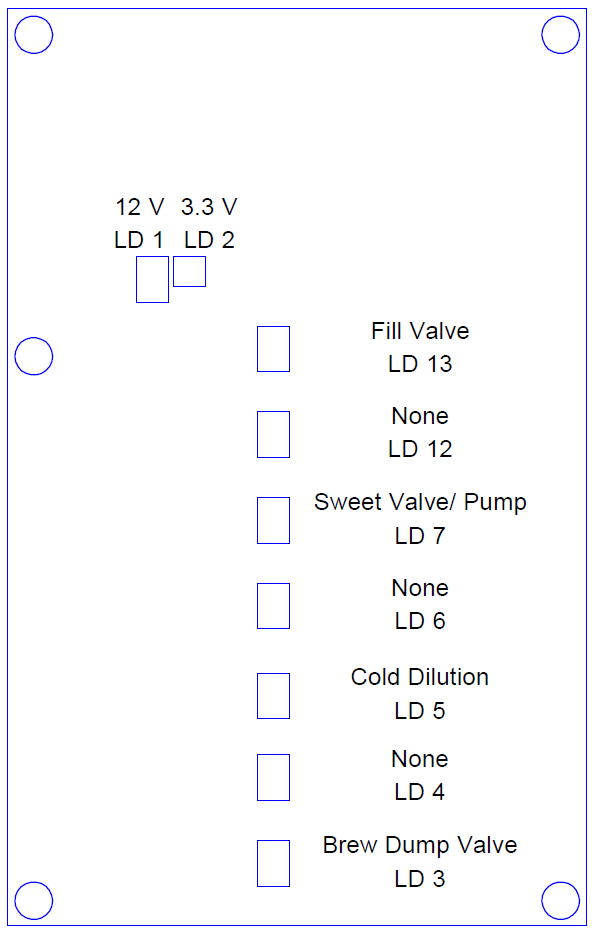 12 V 3.3 V
LD 1 LD 2
Fill Valve
LD 13
None
LD 12
Sweet Valve/ Pump
LD 7
None
LD 6
Cold Dilution
LD 5
None
LD 4
Brew Dump Valve
LD 3